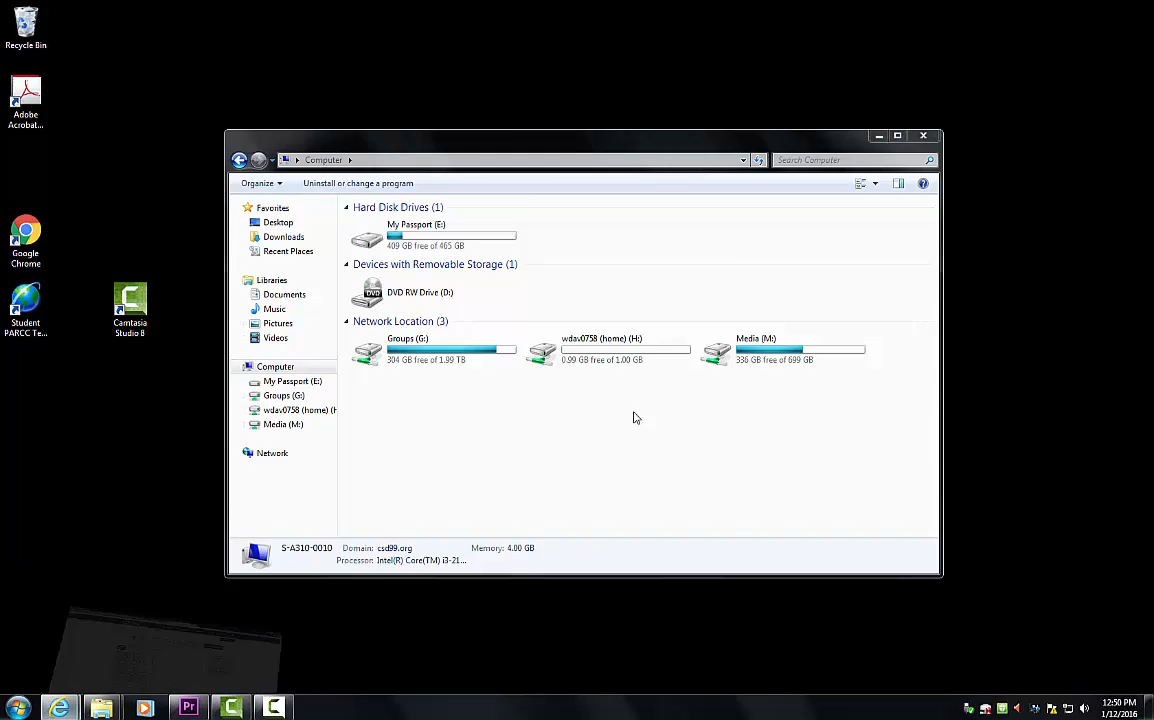 Recycle Bin
Adobe
Acrobat...
Google
Chrome
Student
PARCC Te...
Camtasia
Studio 8
Computer
Search Computer
Organize
Uninstall or change a program
Favorites
Desktop
Downloads
Recent Places
Libraries
Documents
Music
Pictures
Videos
Computer
My Passport (E:)
Groups (G:)
wdav0758 (home) (H
Media (M:)
Network
Hard Disk Drives (1)
My Passport (E:)
409 GB free of 465 GB
Devices with Removable Storage (1)
DVD RW Drive (D:)
Network Location (3)
Groups (G:)
304 GB free of 1.99 TB
wdav0758 (home) (H:)
0.99 GB free of 1.00 GB
Media (M:)
336 GB free of 699 GB
S-A310-0010 Domain: csd99.org Memory: 4.00 GB
Processor: Intel(R) Core(TM) i3-21...
Pr
12:50 PM
1/12/2016